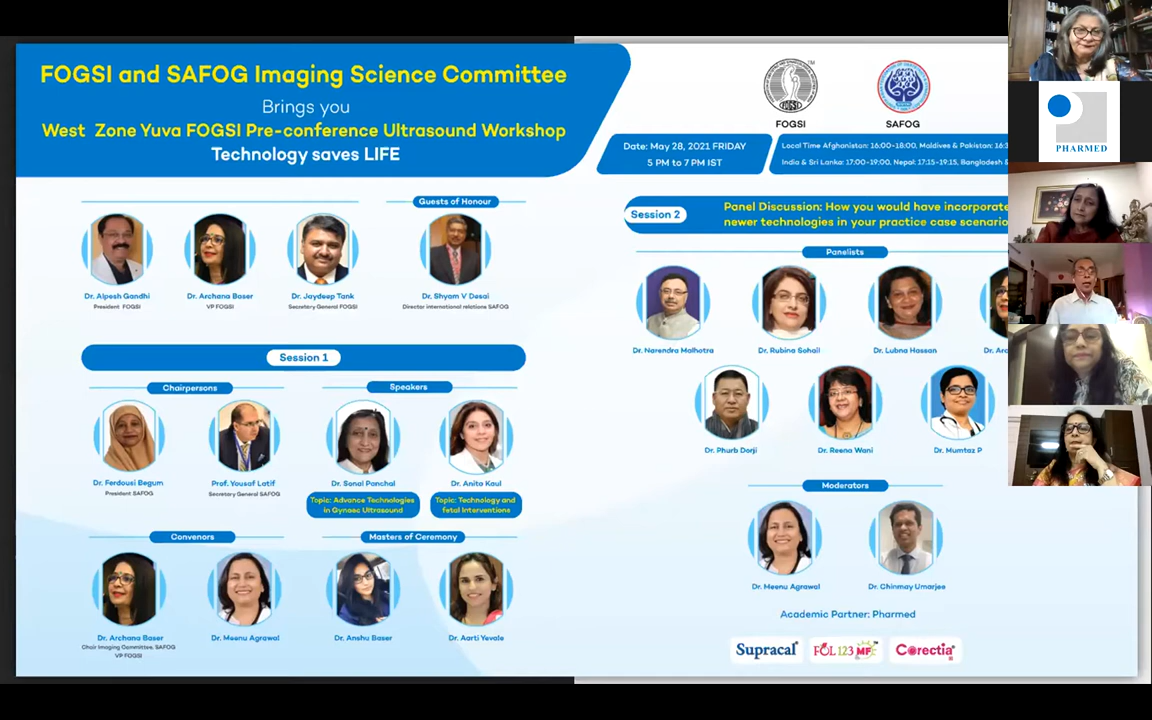 FOGSI and SAFOG Imaging Science Committee
Brings you
West Zone Yuva FOGSI Pre-conference Ultrasound Workshop
Technology saves LIFE
FOGSI
SAFOG
Date: May 28, 2021 FRIDAY
5 PM to 7 PM IST
Local Time Afghanistan: 16:00-18:00, Maldives & Pakistan: 16:3
India & Sri Lanka: 17:00-19:00, Nepal: 17:15-19:15, Bangladesh &
PHARMED
Guests of Honour
Dr. Alpesh Gandhi
President FOGSI
Dr. Archana Baser
VP FOGSI
Dr. Jaydeep Tank
Secretary General FOGSI
Dr. Shyam V Desai
Director international relations SAFOG
Session 1
Chairpersons
Speakers
Dr. Ferdousi Begum
President SAFOG
Prof. Yousaf Latif
Secretary General SAFOG
Dr. Sonal Panchal
Topic: Advance Technologies
in Gynaec Ultrasound
Dr. Anita Kaul
Topic: Technology and
fetal Interventions
Convenors
Masters of Ceremony
Dr. Archana Baser
Chair Imaging Committee, SAFOG
VP FOGSI
Dr. Meenu Agrawal
Dr. Anshu Baser
Dr. Aarti Yevale
Session 2
Panel Discussion: How you would have incorporate
newer technologies in your practice case scenario
Panelists
Dr. Narendra Malhotra
Dr. Rubina Sohail
Dr. Lubna Hassan
Dr. Arc
Dr. Phurb Dorji
Dr. Reena Wani
Dr. Mumtaz P
Moderators
Dr. Meenu Agrawal
Dr. Chinmay Umarjee
Academic Partner: Pharmed
Supracal
FOL 123 MF
Corectia